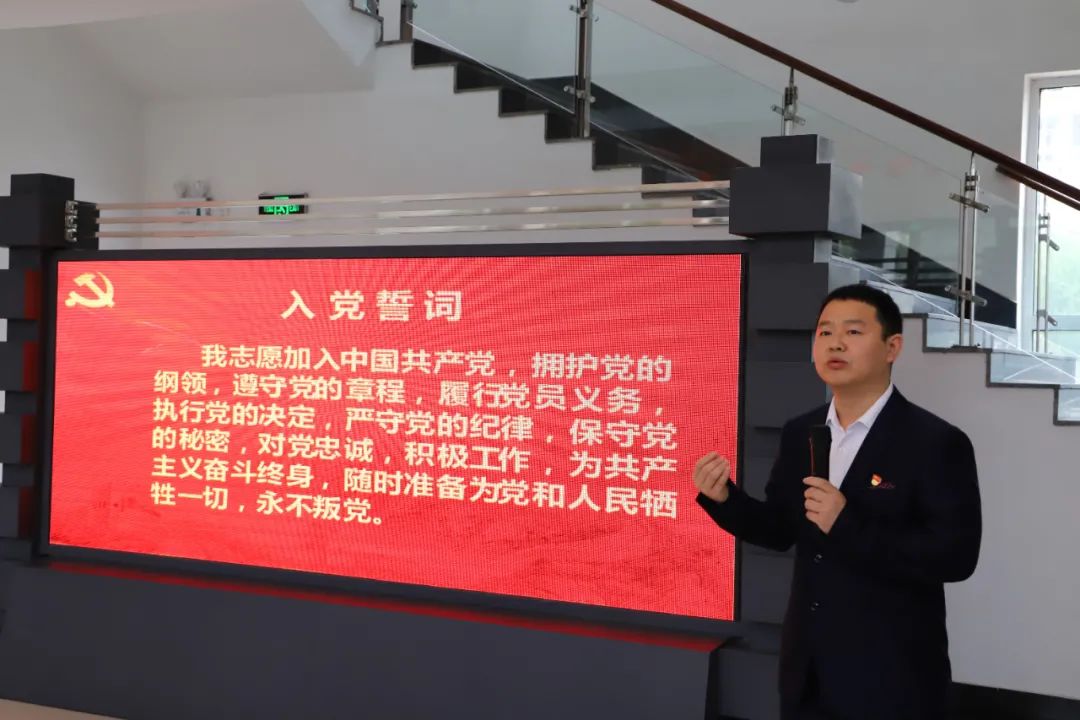 入党誓词
我志愿加入中国共产党，拥护党的
纲领，遵守党的章程，履行党员义务，
执行党的决定，严守党的纪律，保守党
的秘密，对党忠诚，积极工作，为共产
主义奋斗终身，随时准备为党和人民牺
牲一切，永不叛党。